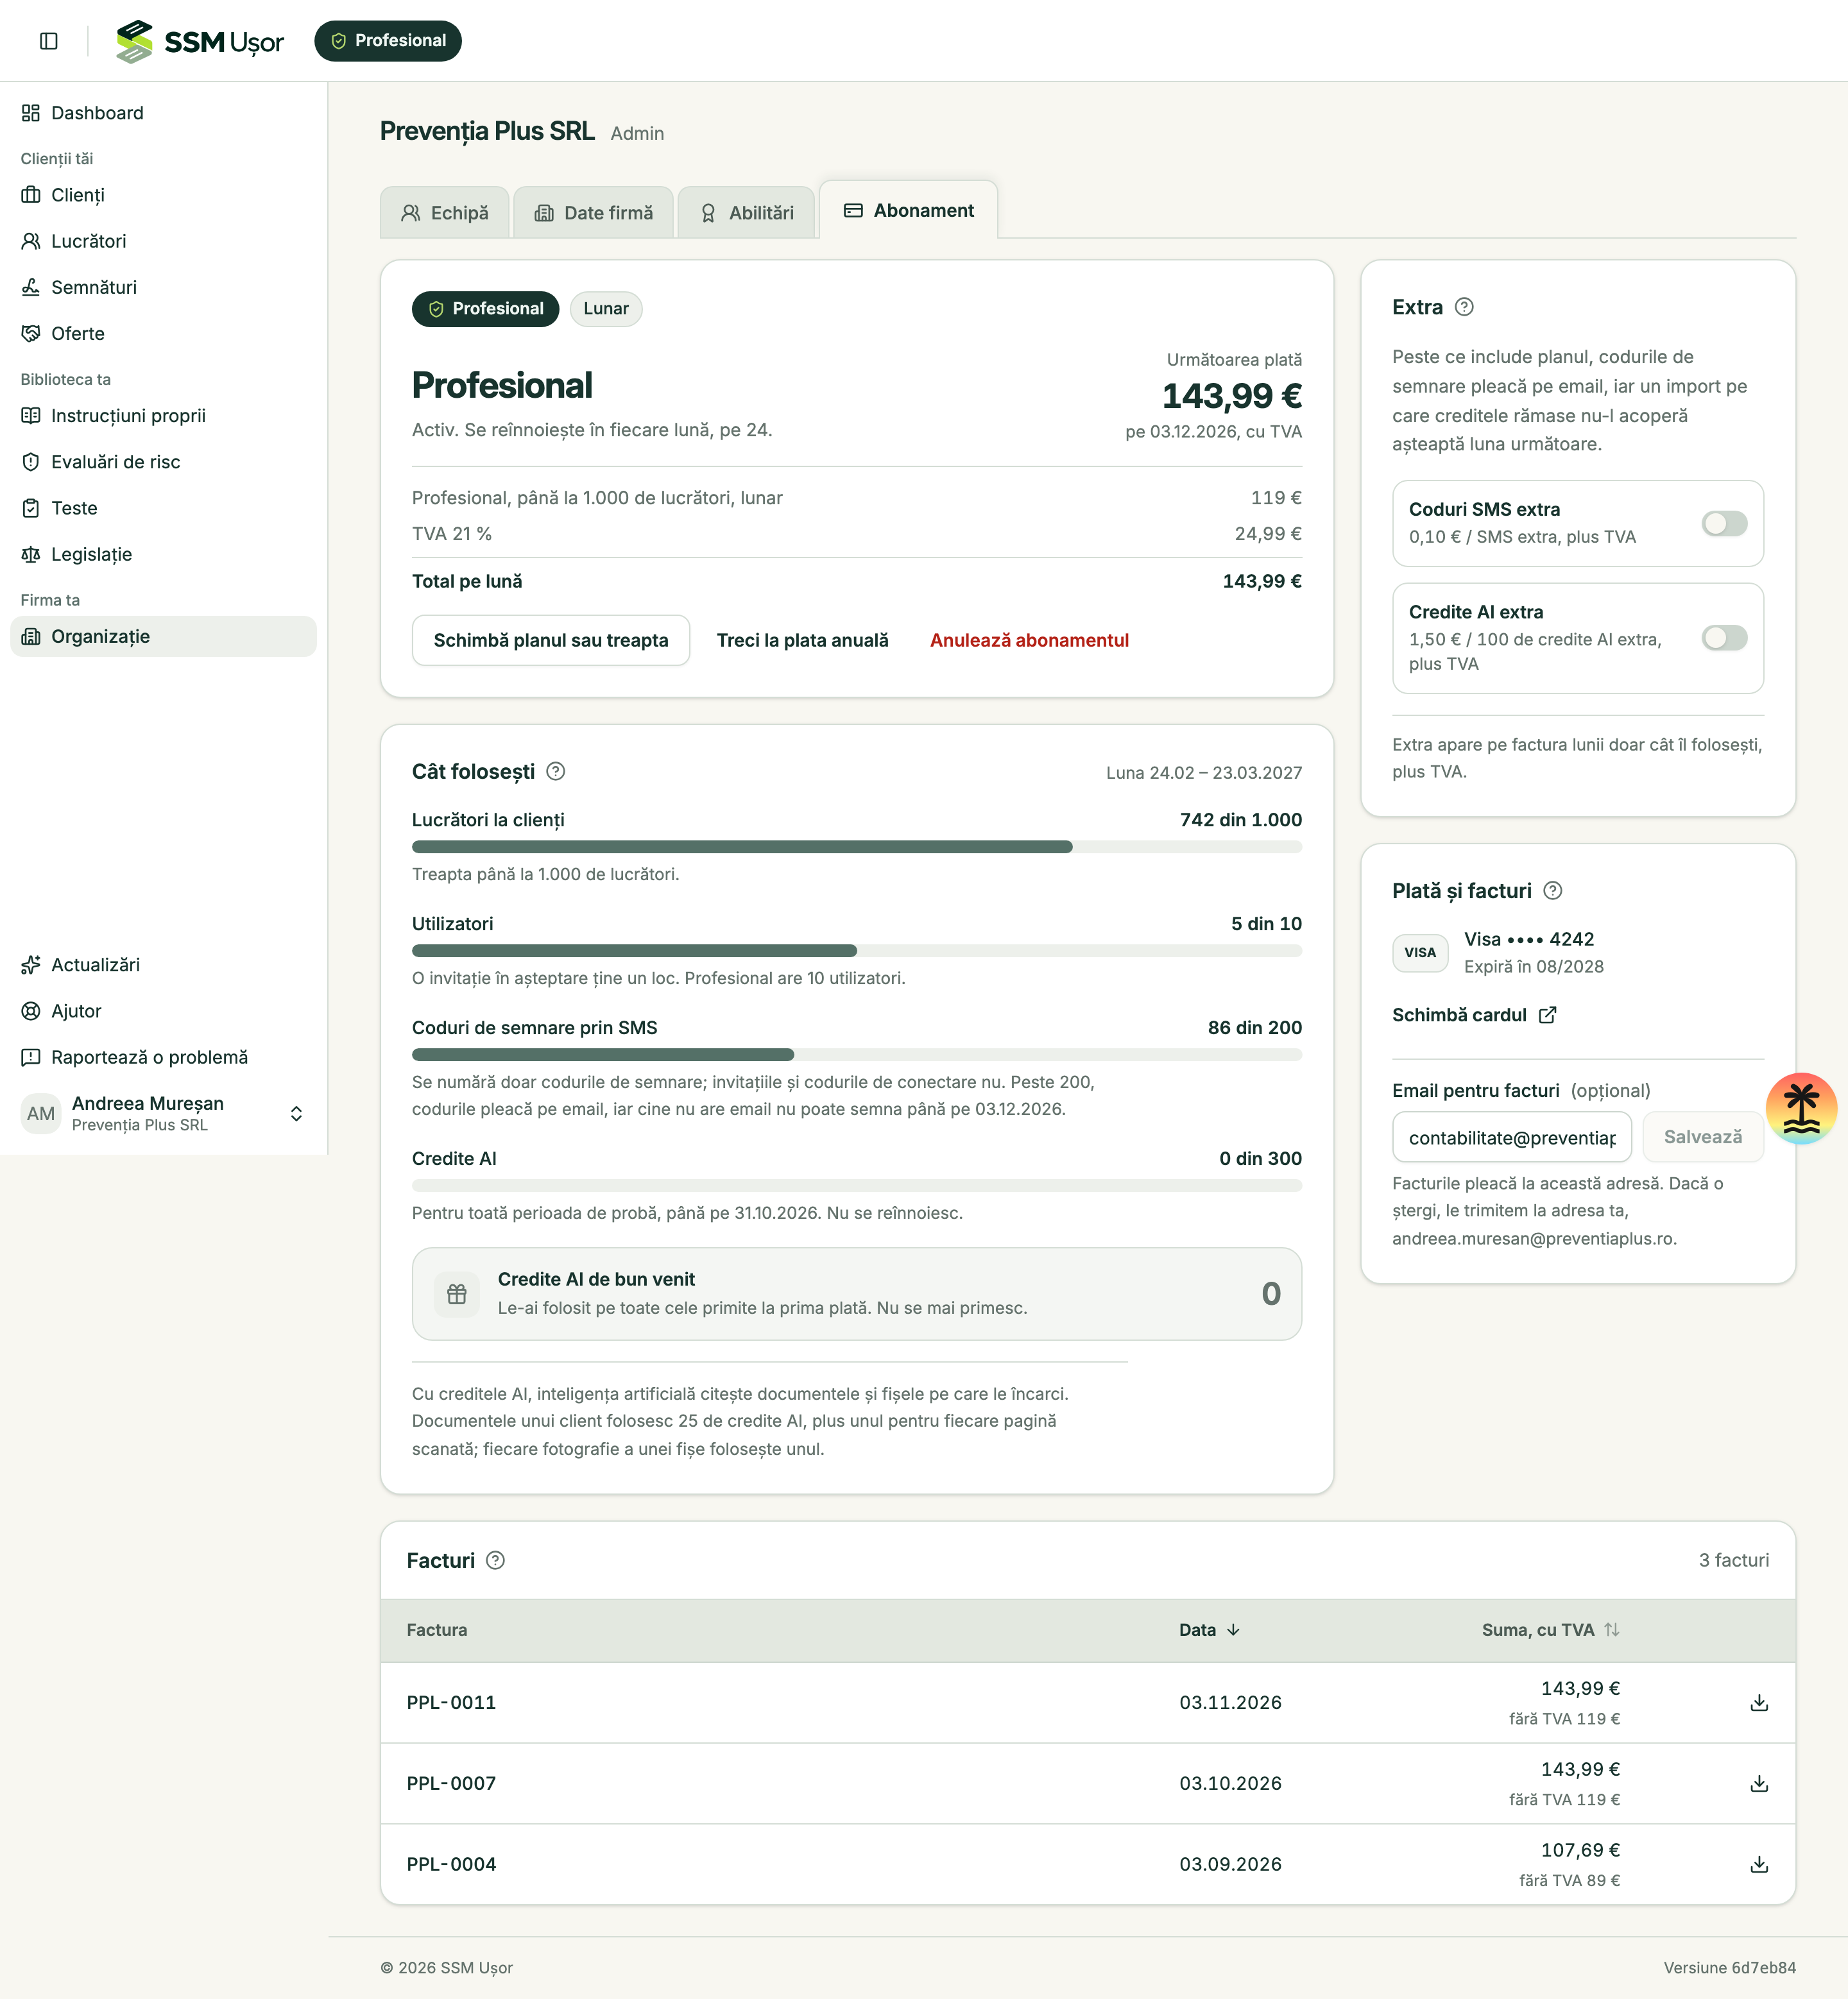 SSM Ușor
Profesional
Dashboard
Clienții tăi
Clienți
Lucrători
Semnături
Oferte
Biblioteca ta
Instrucțiuni proprii
Evaluări de risc
Teste
Legislație
Firma ta
Organizație
Actualizări
Ajutor
Raportează o problemă
AM
Andreea Mureșan
Prevenția Plus SRL
Prevenția Plus SRL Admin
Echipă
Date firmă
Abilitări
Abonament
Profesional
Lunar
Profesional
Activ. Se reînnoiește în fiecare lună, pe 24.
Următoarea plată
143,99 €
pe 03.12.2026, cu TVA
Profesional, până la 1.000 de lucrători, lunar 119 €
TVA 21 % 24,99 €
Total pe lună 143,99 €
Schimbă planul sau treapta
Treci la plata anuală
Anulează abonamentul
Cât folosești
Luna 24.02 – 23.03.2027
Lucrători la clienți 742 din 1.000
Treapta până la 1.000 de lucrători.
Utilizatori 5 din 10
O invitație în așteptare ține un loc. Profesional are 10 utilizatori.
Coduri de semnare prin SMS 86 din 200
Se numără doar codurile de semnare; invitațiile și codurile de conectare nu. Peste 200,
codurile pleacă pe email, iar cine nu are email nu poate semna până pe 03.12.2026.
Credite AI 0 din 300
Pentru toată perioada de probă, până pe 31.10.2026. Nu se reînnoiesc.
Credite AI de bun venit
Le-ai folosit pe toate cele primite la prima plată. Nu se mai primesc.
0
Cu creditele AI, inteligența artificială citește documentele și fișele pe care le încarci.
Documentele unui client folosesc 25 de credite AI, plus unul pentru fiecare pagină
scanată; fiecare fotografie a unei fișe folosește unul.
Extra
Peste ce include planul, codurile de
semnare pleacă pe email, iar un import pe
care creditele rămase nu-l acoperă
așteaptă luna următoare.
Coduri SMS extra
0,10 € / SMS extra, plus TVA
Credite AI extra
1,50 € / 100 de credite AI extra,
plus TVA
Extra apare pe factura lunii doar cât îl folosești,
plus TVA.
Plată și facturi
VISA
Visa •••• 4242
Expiră în 08/2028
Schimbă cardul
Email pentru facturi (opțional)
contabilitate@preventiap
Salvează
Facturile pleacă la această adresă. Dacă o
ștergi, le trimitem la adresa ta,
andreea.muresan@preventiaplus.ro.
Facturi
3 facturi
Factura Data Suma, cu TVA
PPL-0011 03.11.2026 143,99 €
fără TVA 119 €
PPL-0007 03.10.2026 143,99 €
fără TVA 119 €
PPL-0004 03.09.2026 107,69 €
fără TVA 89 €
© 2026 SSM Ușor
Versiune 6d7eb84